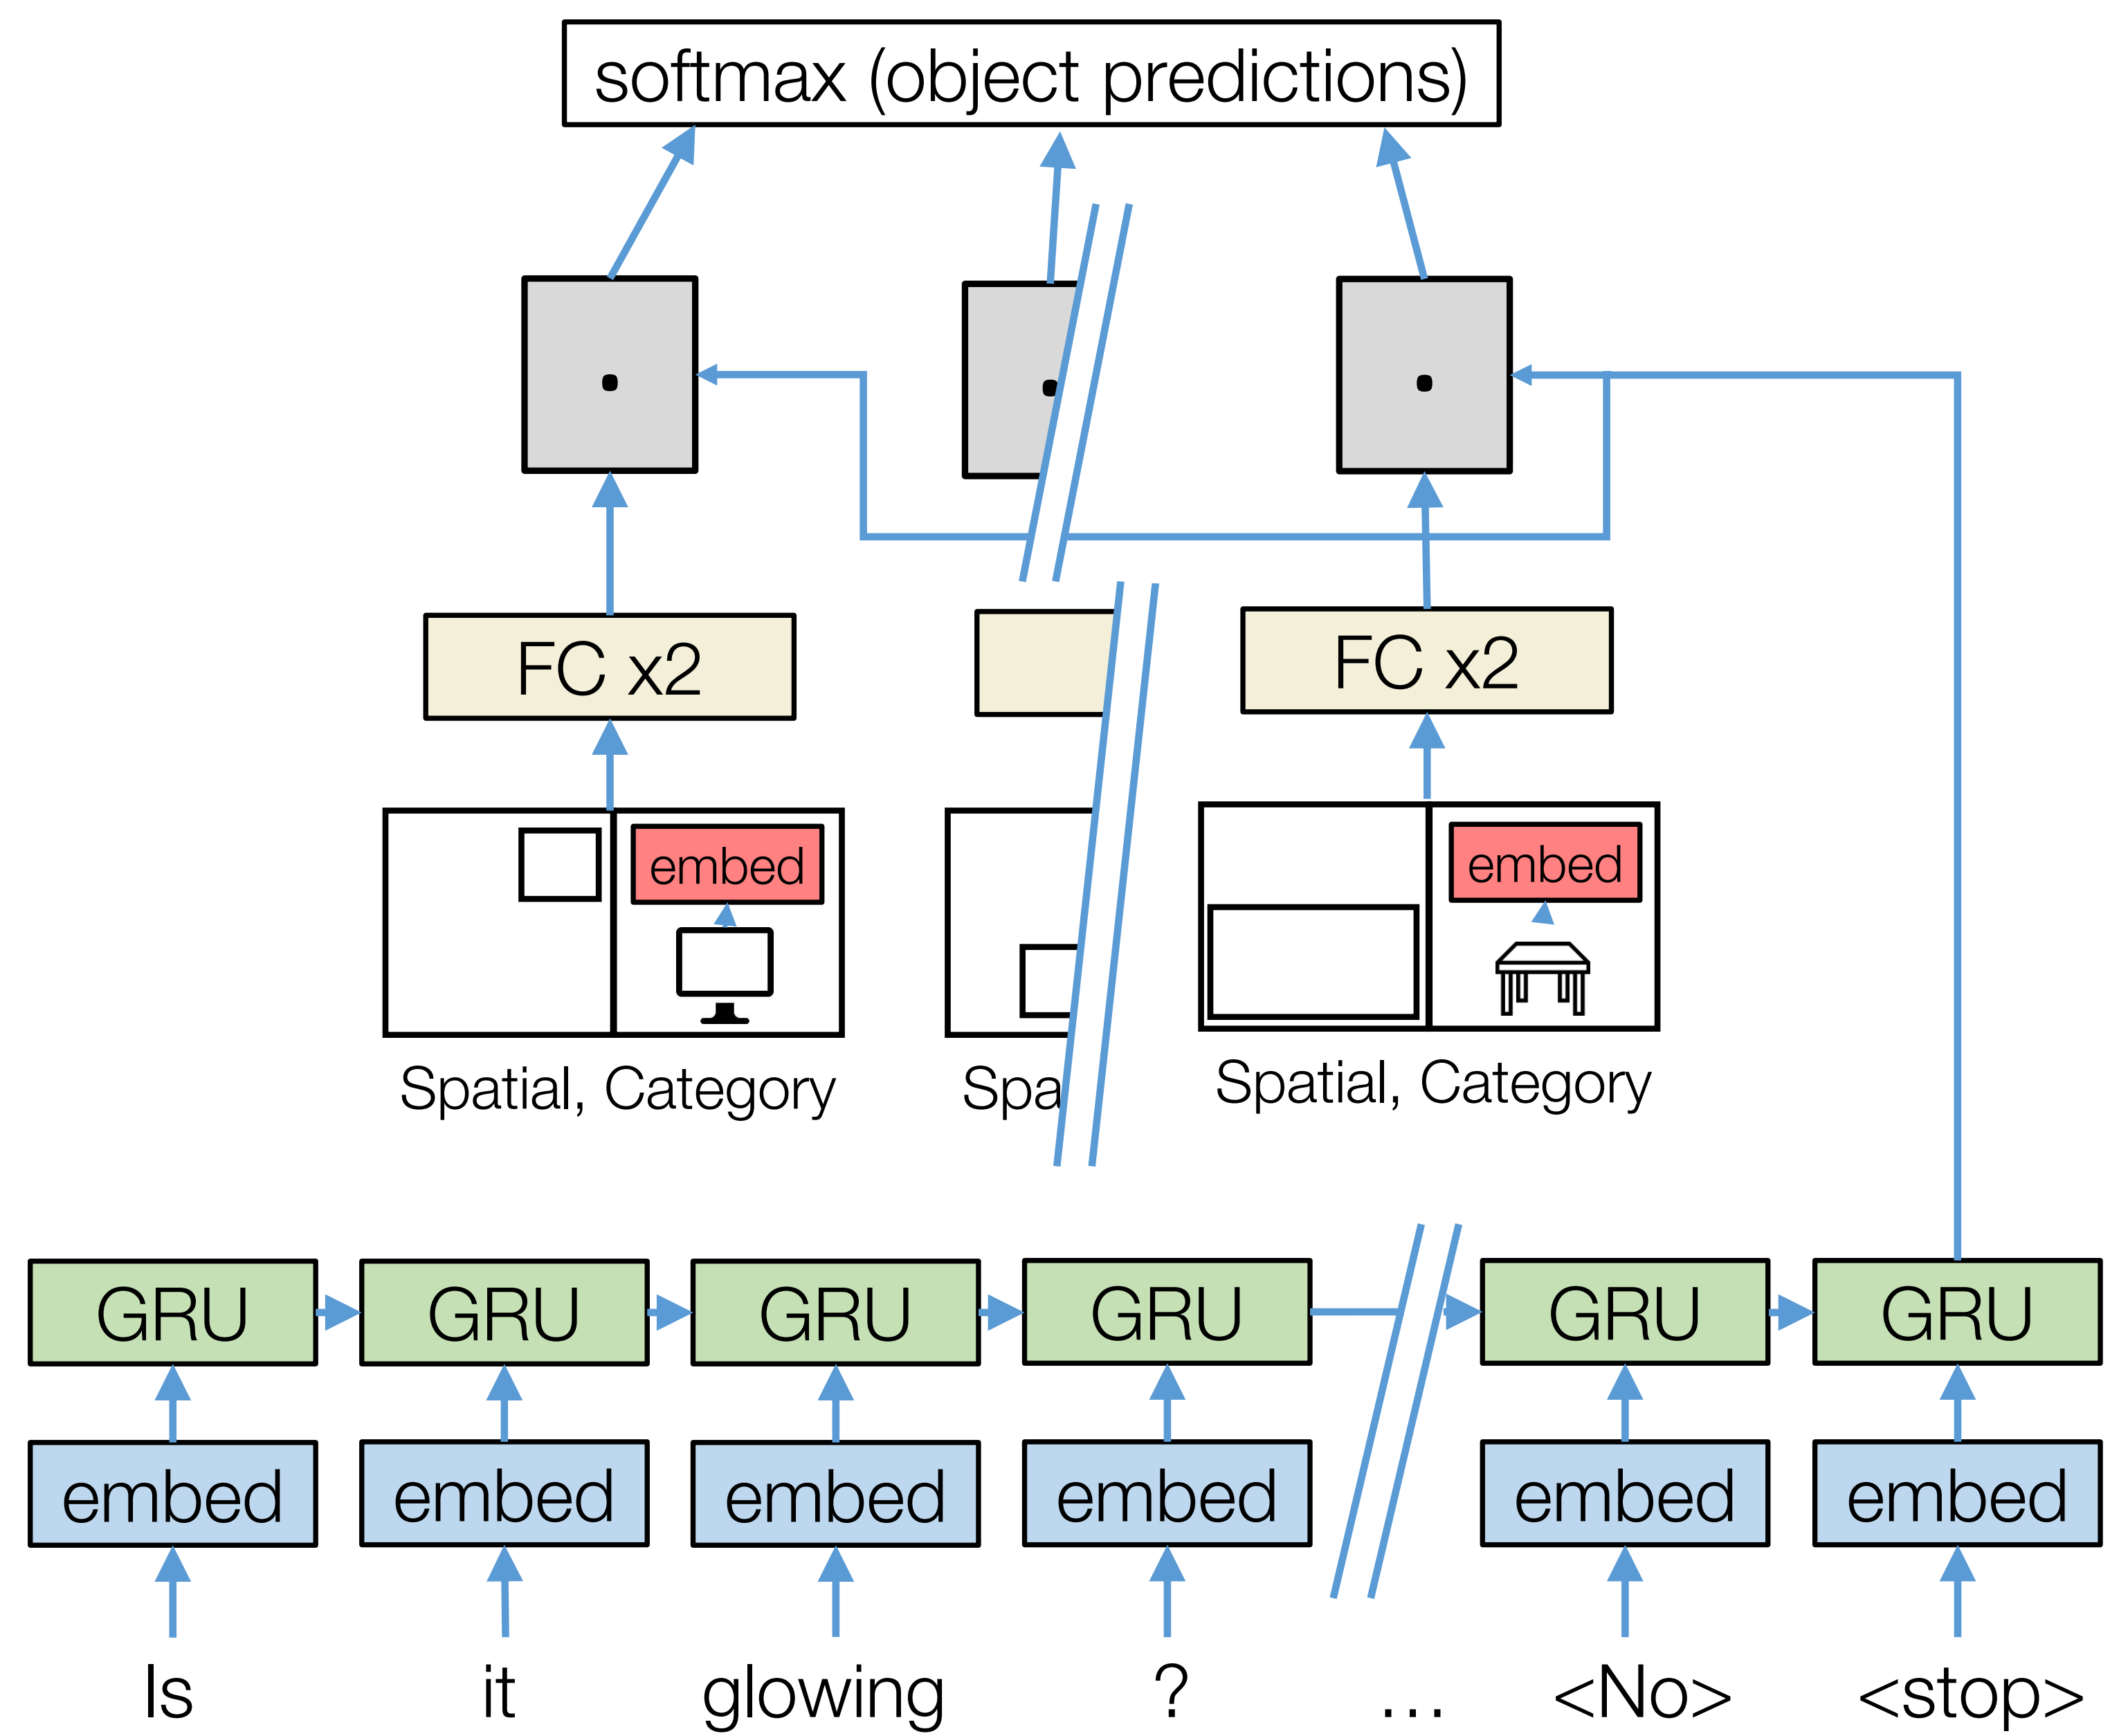 softmax (object predictions)
.
.
.
FC x2
FC x2
embed
embed
Spatial, Category
Spa
Spatial, Category
GRU
GRU
GRU
GRU
GRU
GRU
embed
embed
embed
embed
embed
embed
Is
it
glowing
?
...
<No>
<stop>